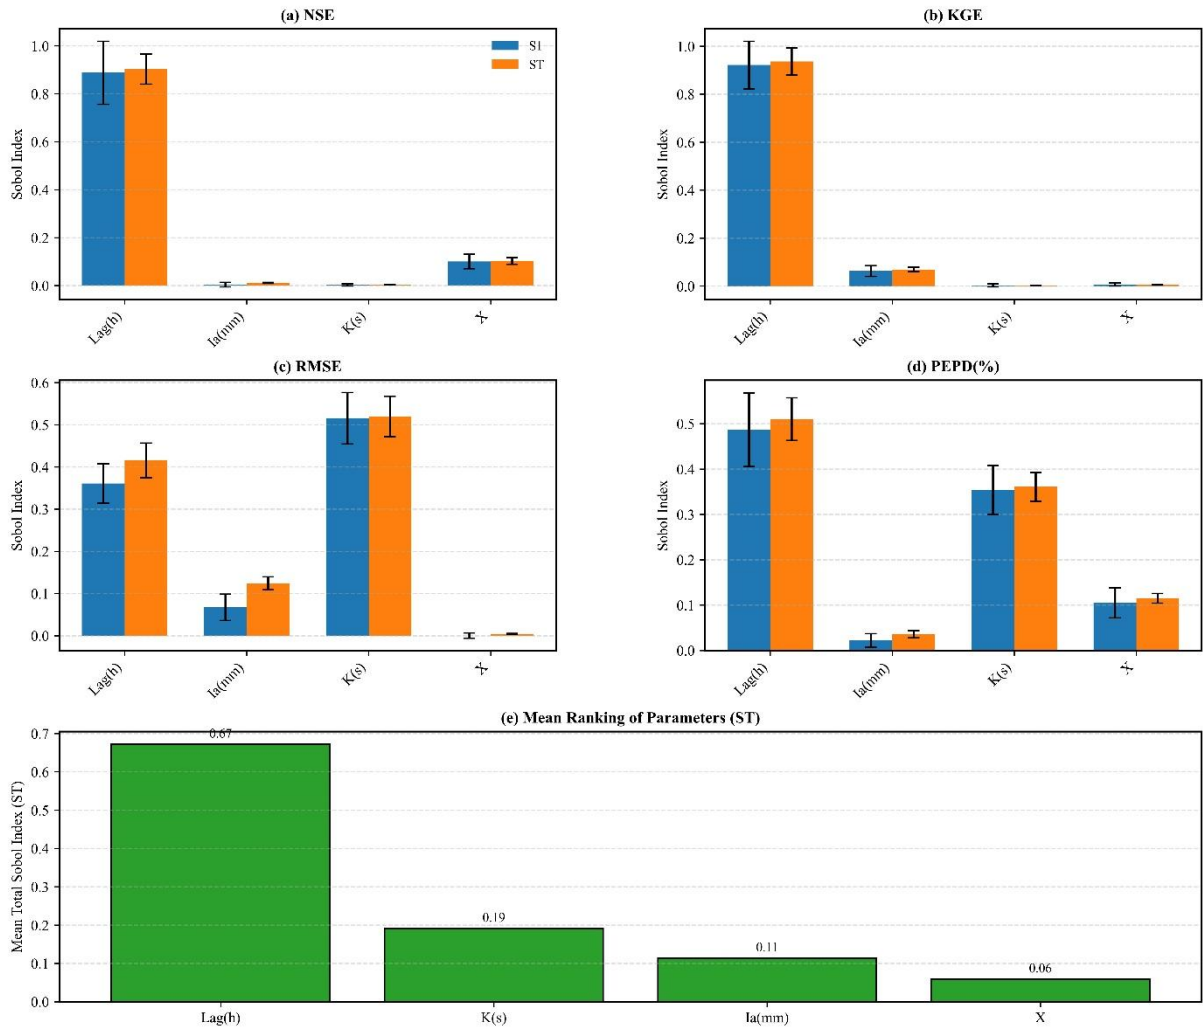 (a) NSE
Sobol Index
1.0
0.8
0.6
0.4
0.2
0.0
S1
ST
Lag(h)
Ia(mm)
K(s)
X
(b) KGE
Sobol Index
1.0
0.8
0.6
0.4
0.2
0.0
Lag(h)
Ia(mm)
K(s)
X
(c) RMSE
Sobol Index
0.6
0.5
0.4
0.3
0.2
0.1
0.0
Lag(h)
Ia(mm)
K(s)
X
(d) PEPD(%)
Sobol Index
0.5
0.4
0.3
0.2
0.1
0.0
Lag(h)
Ia(mm)
K(s)
X
(e) Mean Ranking of Parameters (ST)
Mean Total Sobol Index (ST)
0.7
0.6
0.5
0.4
0.3
0.2
0.1
0.0
0.67
0.19
0.11
0.06
Lag(h)
K(s)
Ia(mm)
X